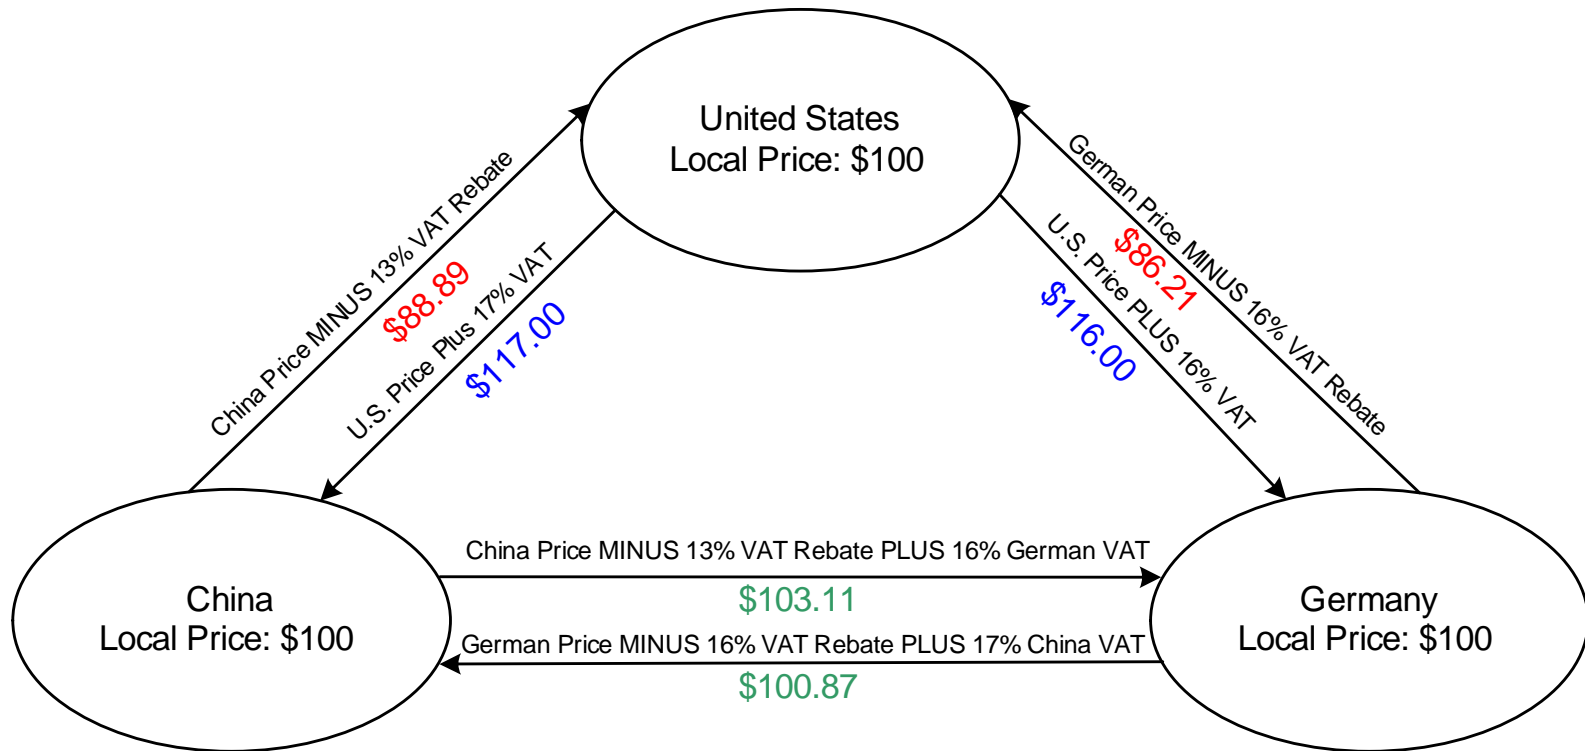 United States
Local Price: $100
China Price MINUS 13% VAT Rebate
$88.89
U.S. Price Plus 17% VAT
$117.00
German Price MINUS 16% VAT Rebate
$86.21
U.S. Price PLUS 16% VAT
$116.00
China
Local Price: $100
China Price MINUS 13% VAT Rebate PLUS 16% German VAT
$103.11
German Price MINUS 16% VAT Rebate PLUS 17% China VAT
$100.87
Germany
Local Price: $100